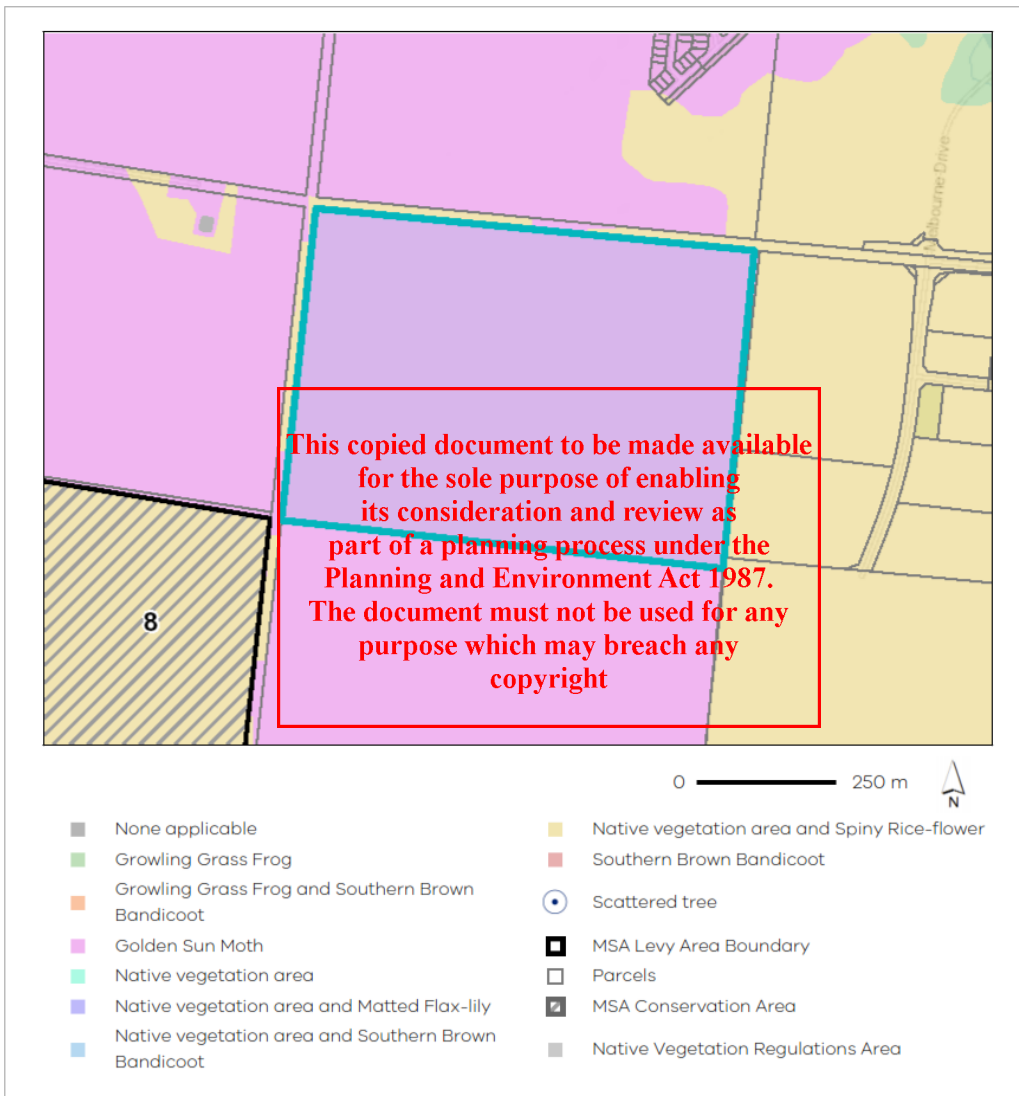 Melbourne Drive
This copied document to be made available
for the sole purpose of enabling
its consideration and review as
part of a planning process under the
Planning and Environment Act 1987.
The document must not be used for any
purpose which may breach any
copyright
8
0 250 m
N
None applicable
Growling Grass Frog
Growling Grass Frog and Southern Brown
Bandicoot
Golden Sun Moth
Native vegetation area
Native vegetation area and Matted Flax-lily
Native vegetation area and Southern Brown
Bandicoot
Native vegetation area and Spiny Rice-flower
Southern Brown Bandicoot
Scattered tree
MSA Levy Area Boundary
Parcels
MSA Conservation Area
Native Vegetation Regulations Area